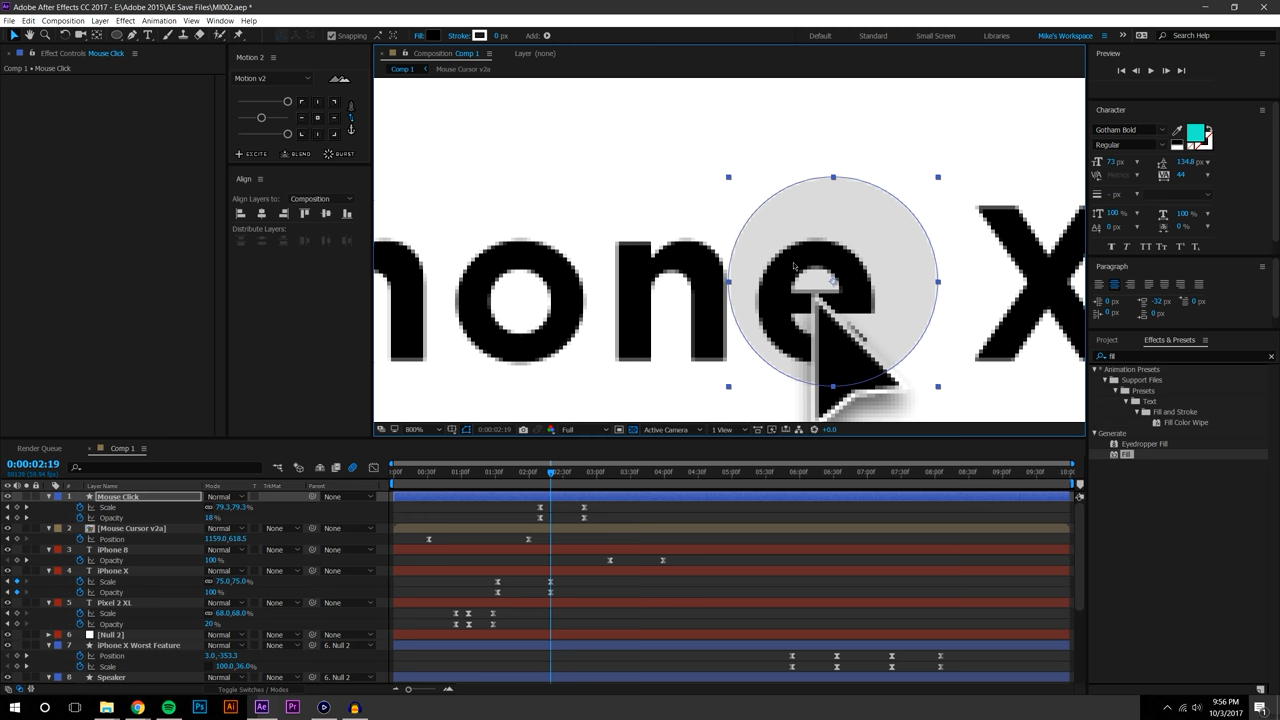 Adobe After Effects CC 2017 - E:\Adobe\AE Save Files\MI002.aep *
File Edit Composition Layer Effect Animation View Window Help
Snapping Fill: Stroke: 0 px Add: Default Standard Small Screen Libraries Mike's Workspace Search Help
Effect Controls Mouse Click
Comp 1 • Mouse Click
Motion 2
Motion v2
EXCITE BLEND BURST
Align
Align Layers to: Composition
Distribute Layers:
Composition Comp 1 Layer (none)
Comp 1 Mouse Cursor v2a
one X
800% 0:00:02:19 Full Active Camera 1 View +0.0
Preview
Character
Gotham Bold
Regular
73 px 134.8 px
Metrics 44
- px
100 % 100 %
0 px 0 %
T T TT Tr T' T,
Paragraph
0 px -32 px 0 px
0 px 0 px
Project Effects & Presets
fil
* Animation Presets
Support Files
Presets
Text
Fill and Stroke
Fill Color Wipe
Generate
Eyedropper Fill
Fill
Render Queue Comp 1
0:00:02:19
# Layer Name Mode T TrkMat Parent
00:30f 01:00f 01:30f 02:00f 02:30f 03:00f 03:30f 04:00f 04:30f 05:00f 05:30f 06:00f 06:30f 07:00f 07:30f 08:00f 08:30f 09:00f 09:30f
1 Mouse Click Normal None
Scale 79.3,79.3%
Opacity 18%
2 [Mouse Cursor v2a] Normal None
Position 1159.0,618.5
3 T iPhone 8 Normal None
Opacity 100%
4 T iPhone X Normal None
Scale 75.0,75.0%
Opacity 100%
5 T Pixel 2 XL Normal None
Scale 68.0,68.0%
Opacity 20%
6 [Null 2] Normal None
7 iPhone X Worst Feature Normal 6. Null 2
Position 3.0,-353.3
Scale 100.0,36.0%
8 Speaker Normal 6. Null 2
Toggle Switches / Modes
Ps Ai Ae Pr
9:56 PM
10/3/2017